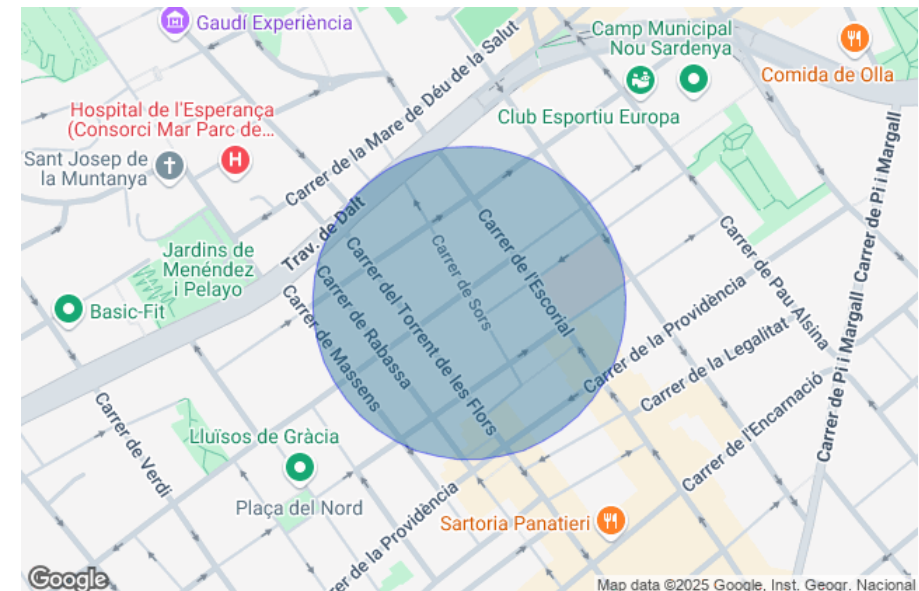 Gaudí Experiència
Camp Municipal
Nou Sardenya
Comida de Olla
Carrer de la Mare de Déu de la Salut
Hospital de l'Esperança
(Consorci Mar Parc de...
H
Club Esportiu Europa
Sant Josep de
la Muntanya
Carrer de Pi i Margall
Trav. de Dalt
Carrer de l'Escorial
Carrer de Pau Alsina
Jardins de
Menéndez
i Pelayo
Carrer de Sors
Carrer del Torrent de les Flors
Carrer de Rabassa
Carrer de Massens
Basic-Fit
Carrer de la Providència
Carrer de la Legalitat
Carrer de Pi i Margall
Carrer de l'Encarnació
Carrer de Verdi
Lluïsos de Gràcia
Plaça del Nord
rer de la Providència
Sartoria Panatieri
Google
Map data ©2025 Google, Inst. Geogr. Nacional